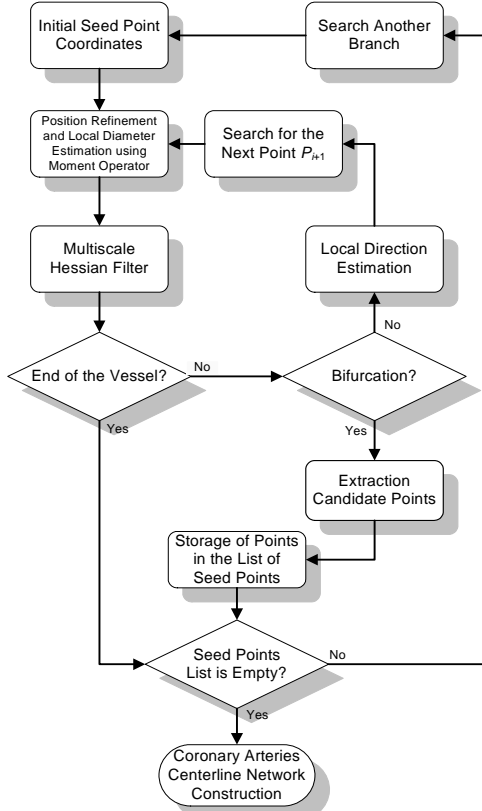 Initial Seed Point
Coordinates
Search Another
Branch
Position Refinement
and Local Diameter
Estimation using
Moment Operator
Search for the
Next Point Pi+1
Multiscale
Hessian Filter
Local Direction
Estimation
No
End of the Vessel?
No
Bifurcation?
Yes
Yes
Extraction
Candidate Points
Storage of Points
in the List of
Seed Points
Seed Points
List is Empty?
No
Yes
Coronary Arteries
Centerline Network
Construction